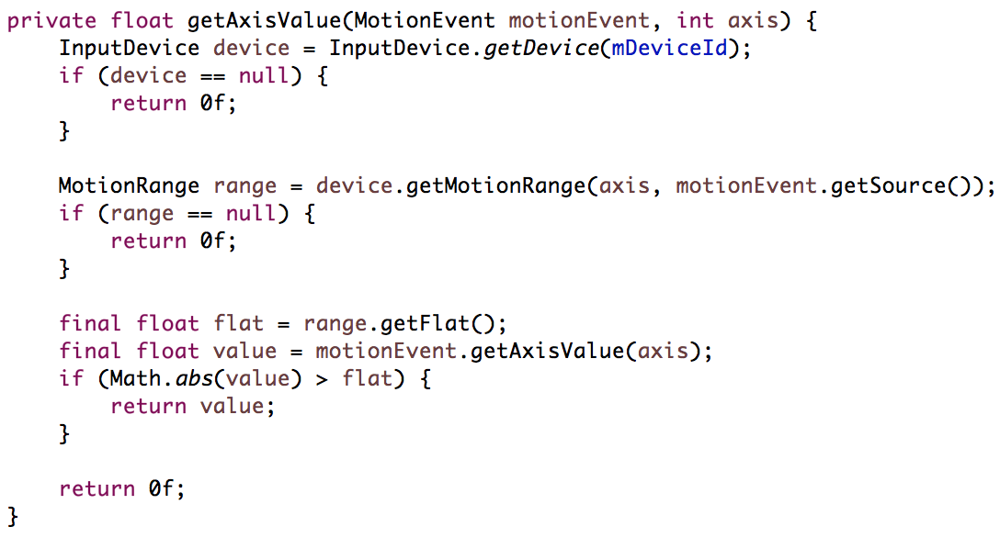 private float getAxisValue(MotionEvent motionEvent, int axis) {
    InputDevice device = InputDevice.getDevice(mDeviceId);
    if (device == null) {
        return 0f;
    }

    MotionRange range = device.getMotionRange(axis, motionEvent.getSource());
    if (range == null) {
        return 0f;
    }

    final float flat = range.getFlat();
    final float value = motionEvent.getAxisValue(axis);
    if (Math.abs(value) > flat) {
        return value;
    }

    return 0f;
}